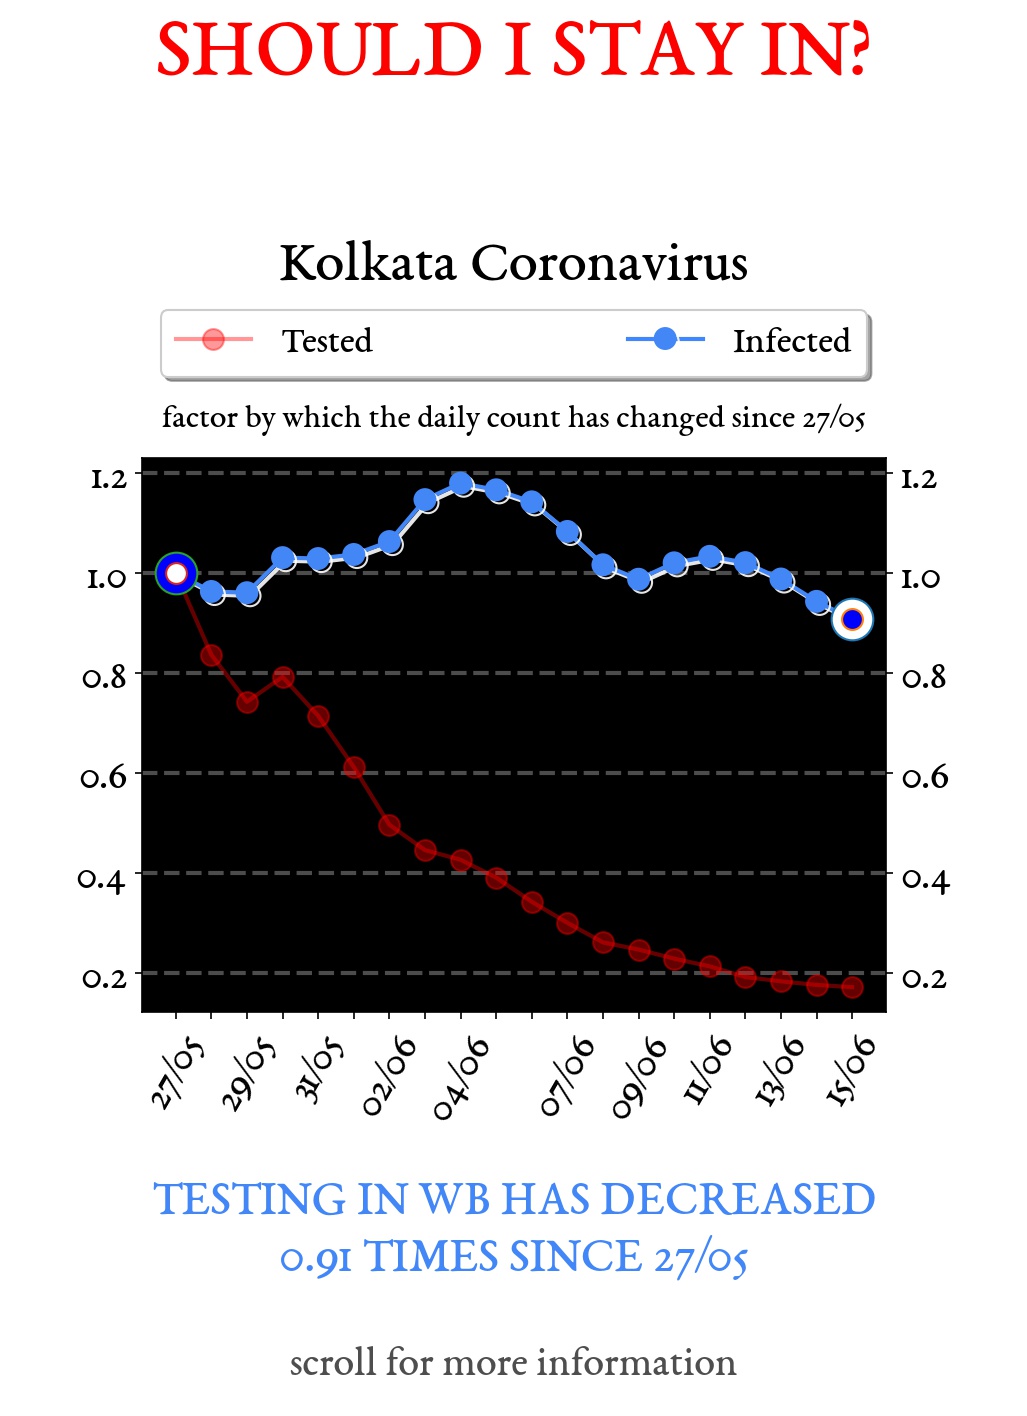 SHOULD I STAY IN?
Kolkata Coronavirus
Tested Infected
factor by which the daily count has changed since 27/05
1.2 1.2
1.0 1.0
0.8 0.8
0.6 0.6
0.4 0.4
0.2 0.2
27/05 29/05 31/05 02/06 04/06 07/06 09/06 11/06 13/06 15/06
TESTING IN WB HAS DECREASED
0.91 TIMES SINCE 27/05
scroll for more information